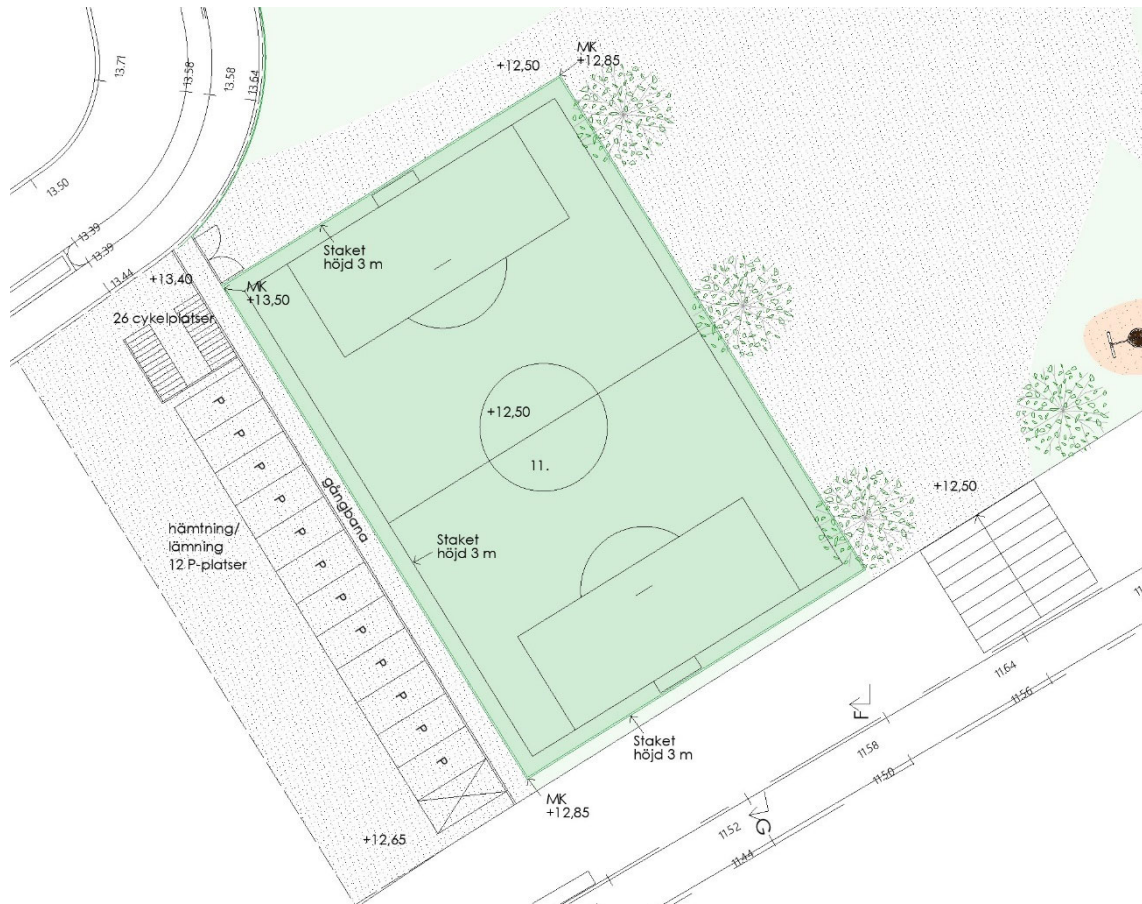 13.71
13.58
13.58
13.64
13.50
13.39
13.39
13.44
MK
+12,85
+12,50
Staket
höjd 3 m
+13,40
MK
+13,50
26 cykelplatser
+12,50
11.
gångbana
Staket
höjd 3 m
hämtning/
lämning
12 P-platser
P
P
P
P
P
P
P
P
P
P
P
P
+12,50
Staket
höjd 3 m
MK
+12,85
+12,65
F
G
11.64
11.56
11.58
11.50
11.52
11.44